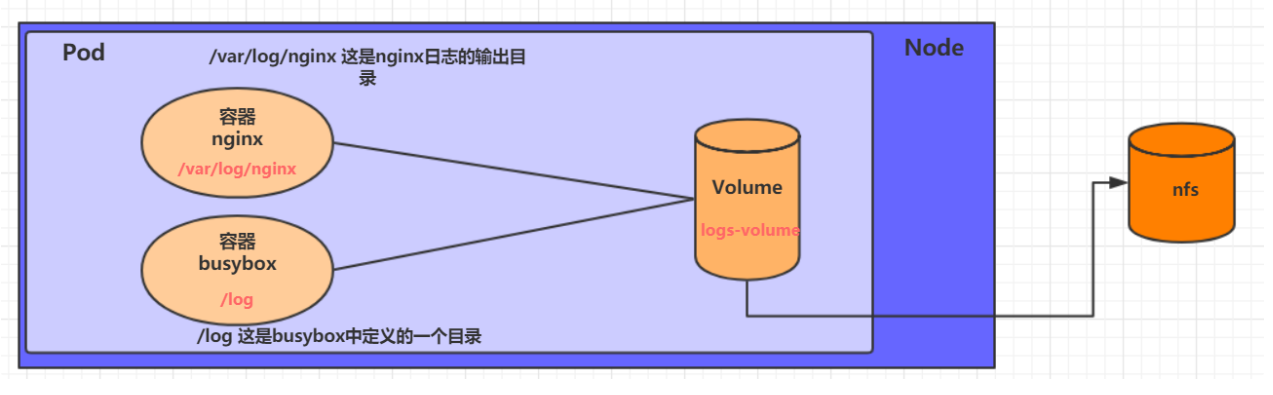 Pod
/var/log/nginx 这是nginx日志的输出目
录
Node
容器
nginx
/var/log/nginx
Volume
logs-volume
nfs
容器
busybox
/log
/log 这是busybox中定义的一个目录